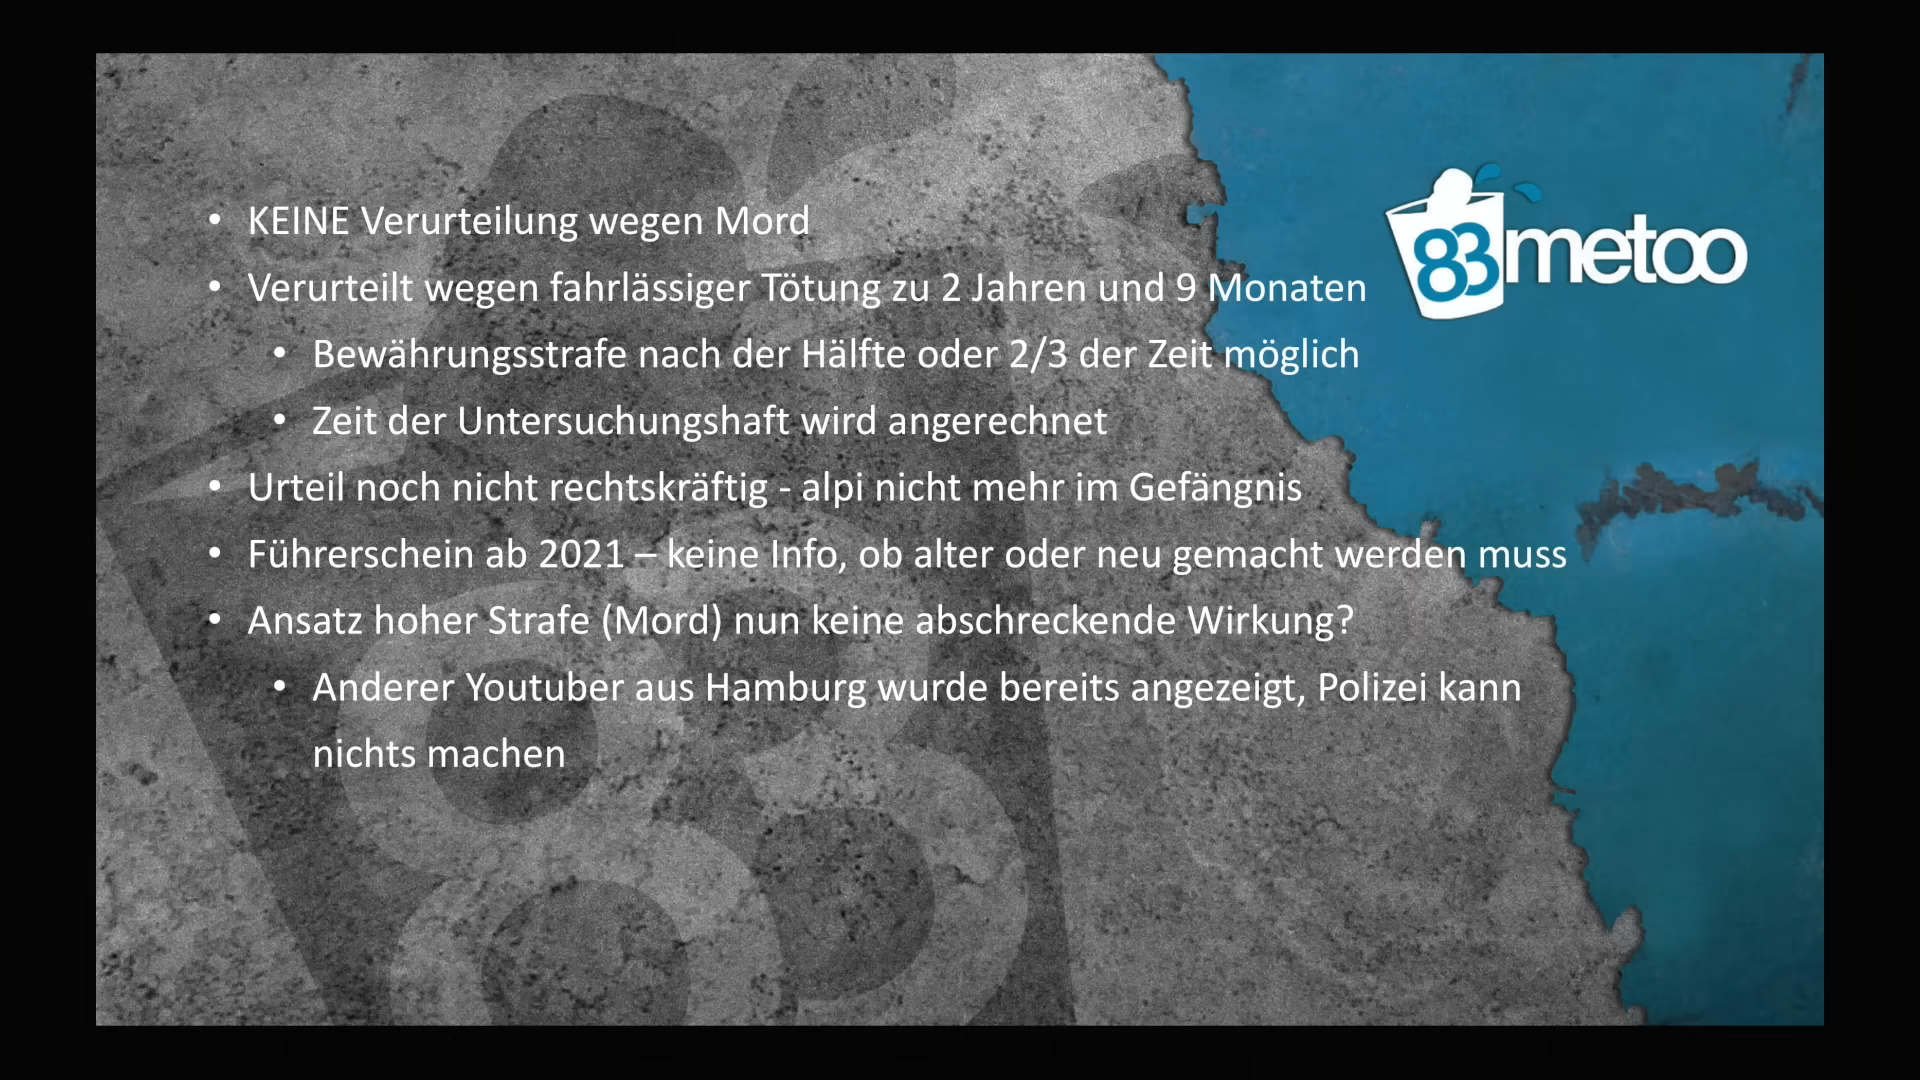 83metoo
• KEINE Verurteilung wegen Mord
• Verurteilt wegen fahrlässiger Tötung zu 2 Jahren und 9 Monaten
• Bewährungsstrafe nach der Hälfte oder 2/3 der Zeit möglich
• Zeit der Untersuchungshaft wird angerechnet
• Urteil noch nicht rechtskräftig - alpi nicht mehr im Gefängnis
• Führerschein ab 2021 – keine Info, ob alter oder neu gemacht werden muss
• Ansatz hoher Strafe (Mord) nun keine abschreckende Wirkung?
• Anderer Youtuber aus Hamburg wurde bereits angezeigt, Polizei kann
nichts machen